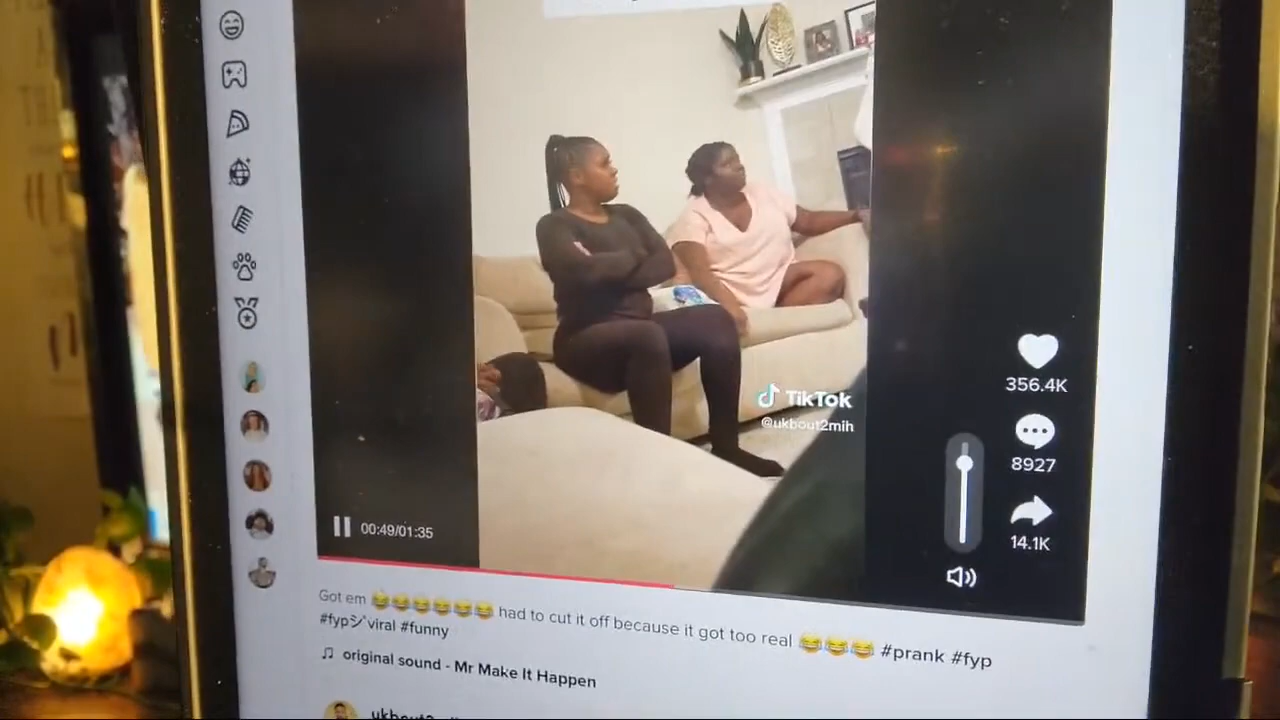 TikTok
@ukbout2mih
356.4K
8927
14.1K
00:49/01:35
Got em 😂😂😂😂😂😂 had to cut it off because it got too real 😂😂😂 #prank #fyp
#fypシ゚viral #funny
♫ original sound - Mr Make It Happen